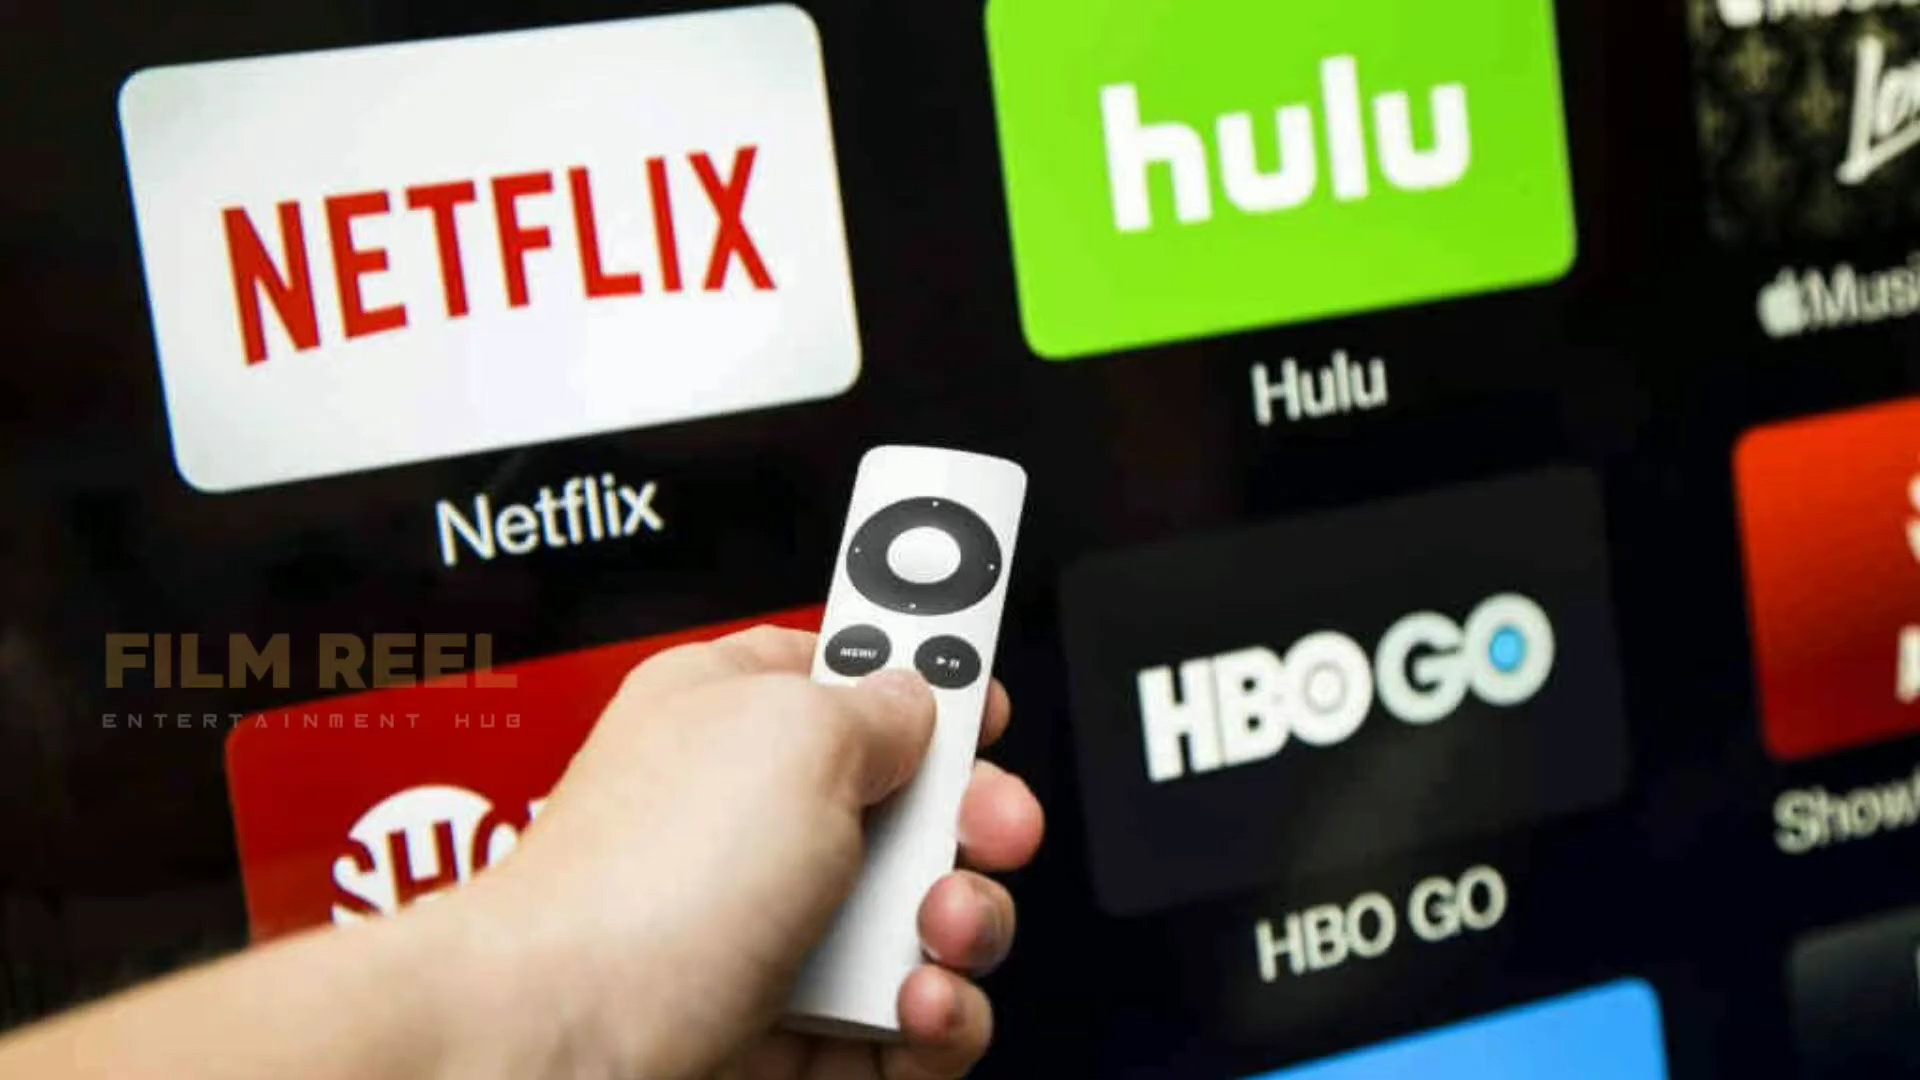 NETFLIX
Netflix
hulu
Hulu
HBO GO
HBO GO
MENU
FILM REEL
ENTERTAINMENT HUB